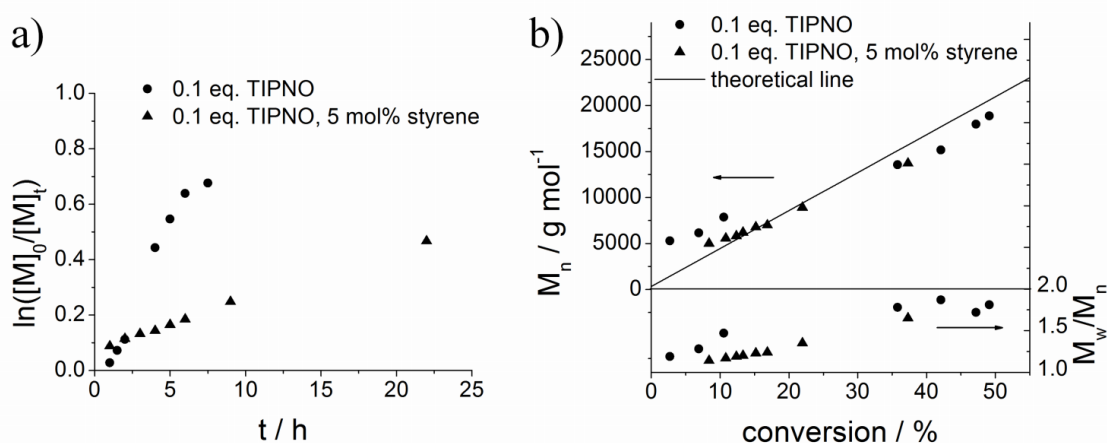 a)
0.1 eq. TIPNO
0.1 eq. TIPNO, 5 mol% styrene
1.0
0.8
0.6
0.4
0.2
0.0
ln([M]₀/[M]ₜ)
0
5
10
15
20
25
t / h
b)
0.1 eq. TIPNO
0.1 eq. TIPNO, 5 mol% styrene
theoretical line
25000
20000
15000
10000
5000
0
Mₙ / g mol⁻¹
2.0
1.5
1.0
M_w/Mₙ
0
10
20
30
40
50
conversion / %